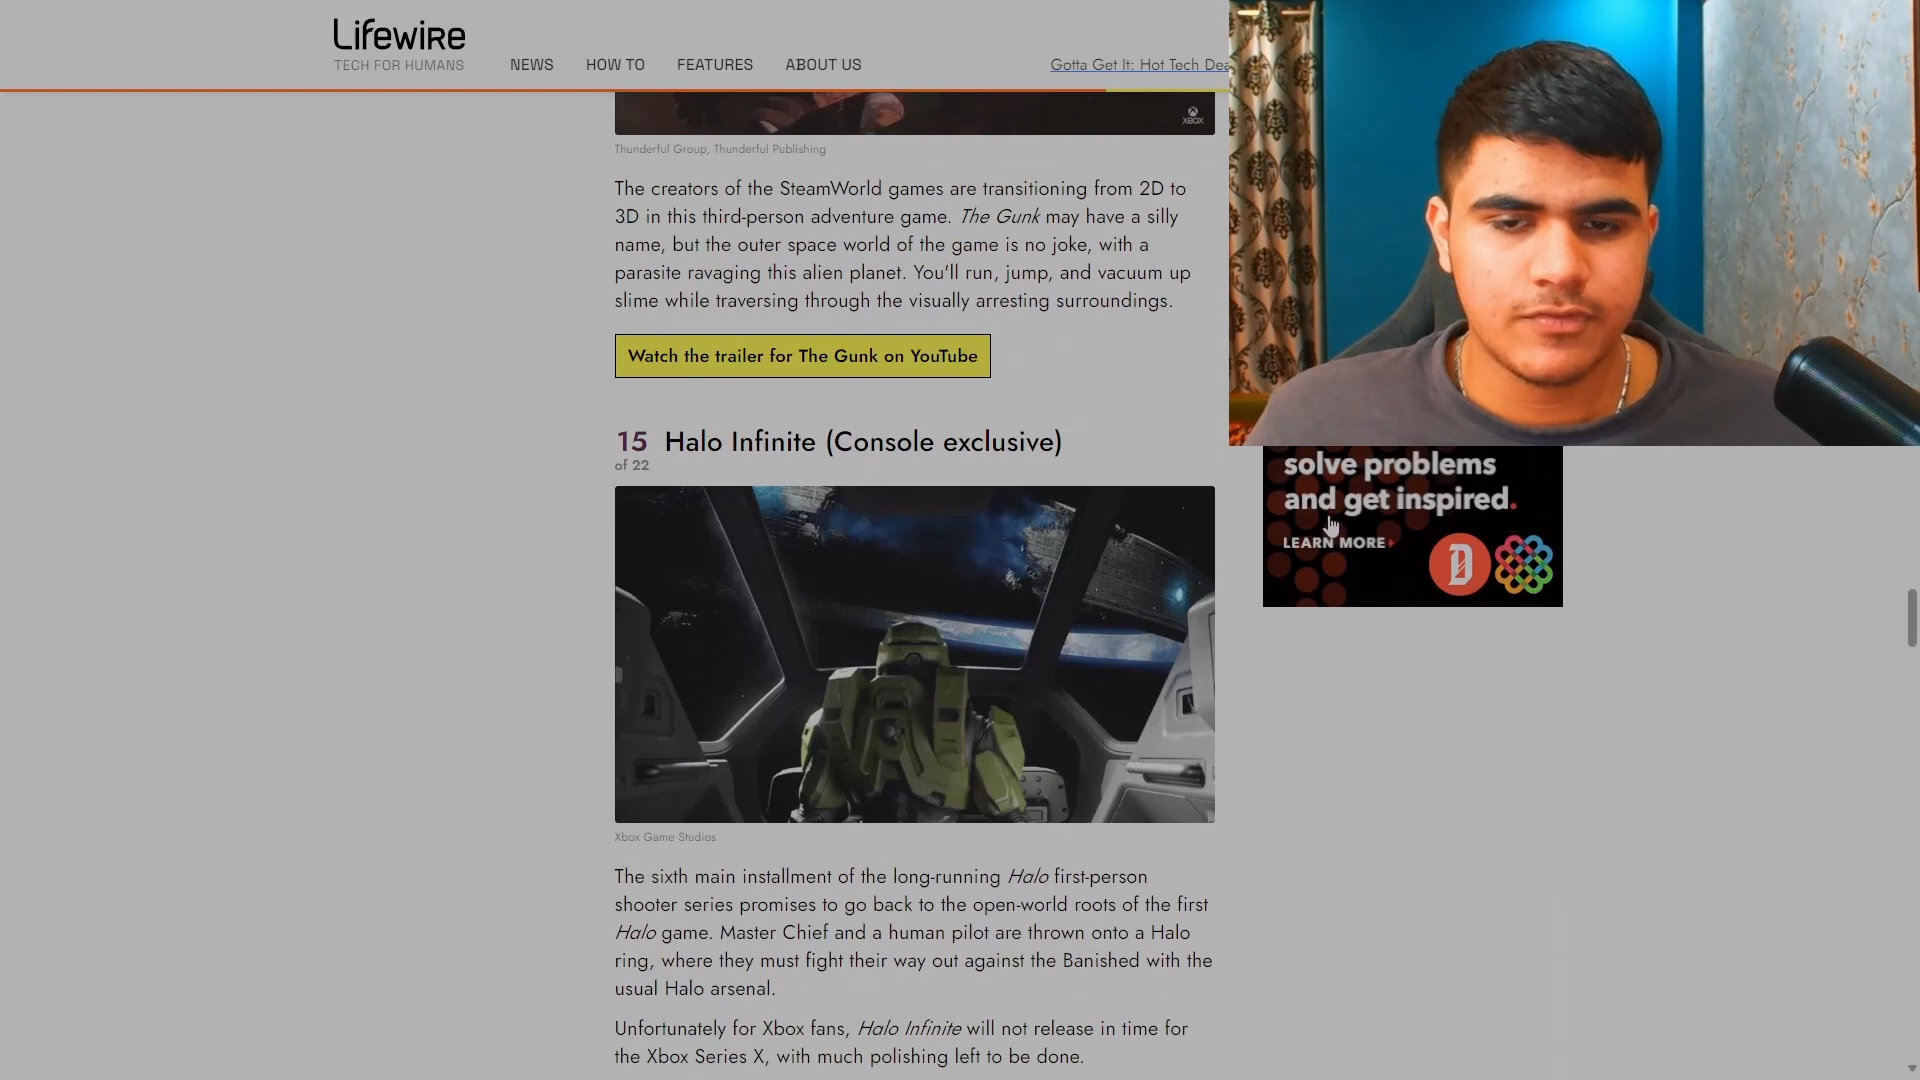 Lifewire
TECH FOR HUMANS
NEWS HOW TO FEATURES ABOUT US
Gotta Get It: Hot Tech Dea
XBOX
Thunderful Group, Thunderful Publishing
The creators of the SteamWorld games are transitioning from 2D to
3D in this third-person adventure game. The Gunk may have a silly
name, but the outer space world of the game is no joke, with a
parasite ravaging this alien planet. You'll run, jump, and vacuum up
slime while traversing through the visually arresting surroundings.
Watch the trailer for The Gunk on YouTube
15 Halo Infinite (Console exclusive)
of 22
solve problems
and get inspired.
LEARN MORE
D
Xbox Game Studios
The sixth main installment of the long-running Halo first-person
shooter series promises to go back to the open-world roots of the first
Halo game. Master Chief and a human pilot are thrown onto a Halo
ring, where they must fight their way out against the Banished with the
usual Halo arsenal.
Unfortunately for Xbox fans, Halo Infinite will not release in time for
the Xbox Series X, with much polishing left to be done.